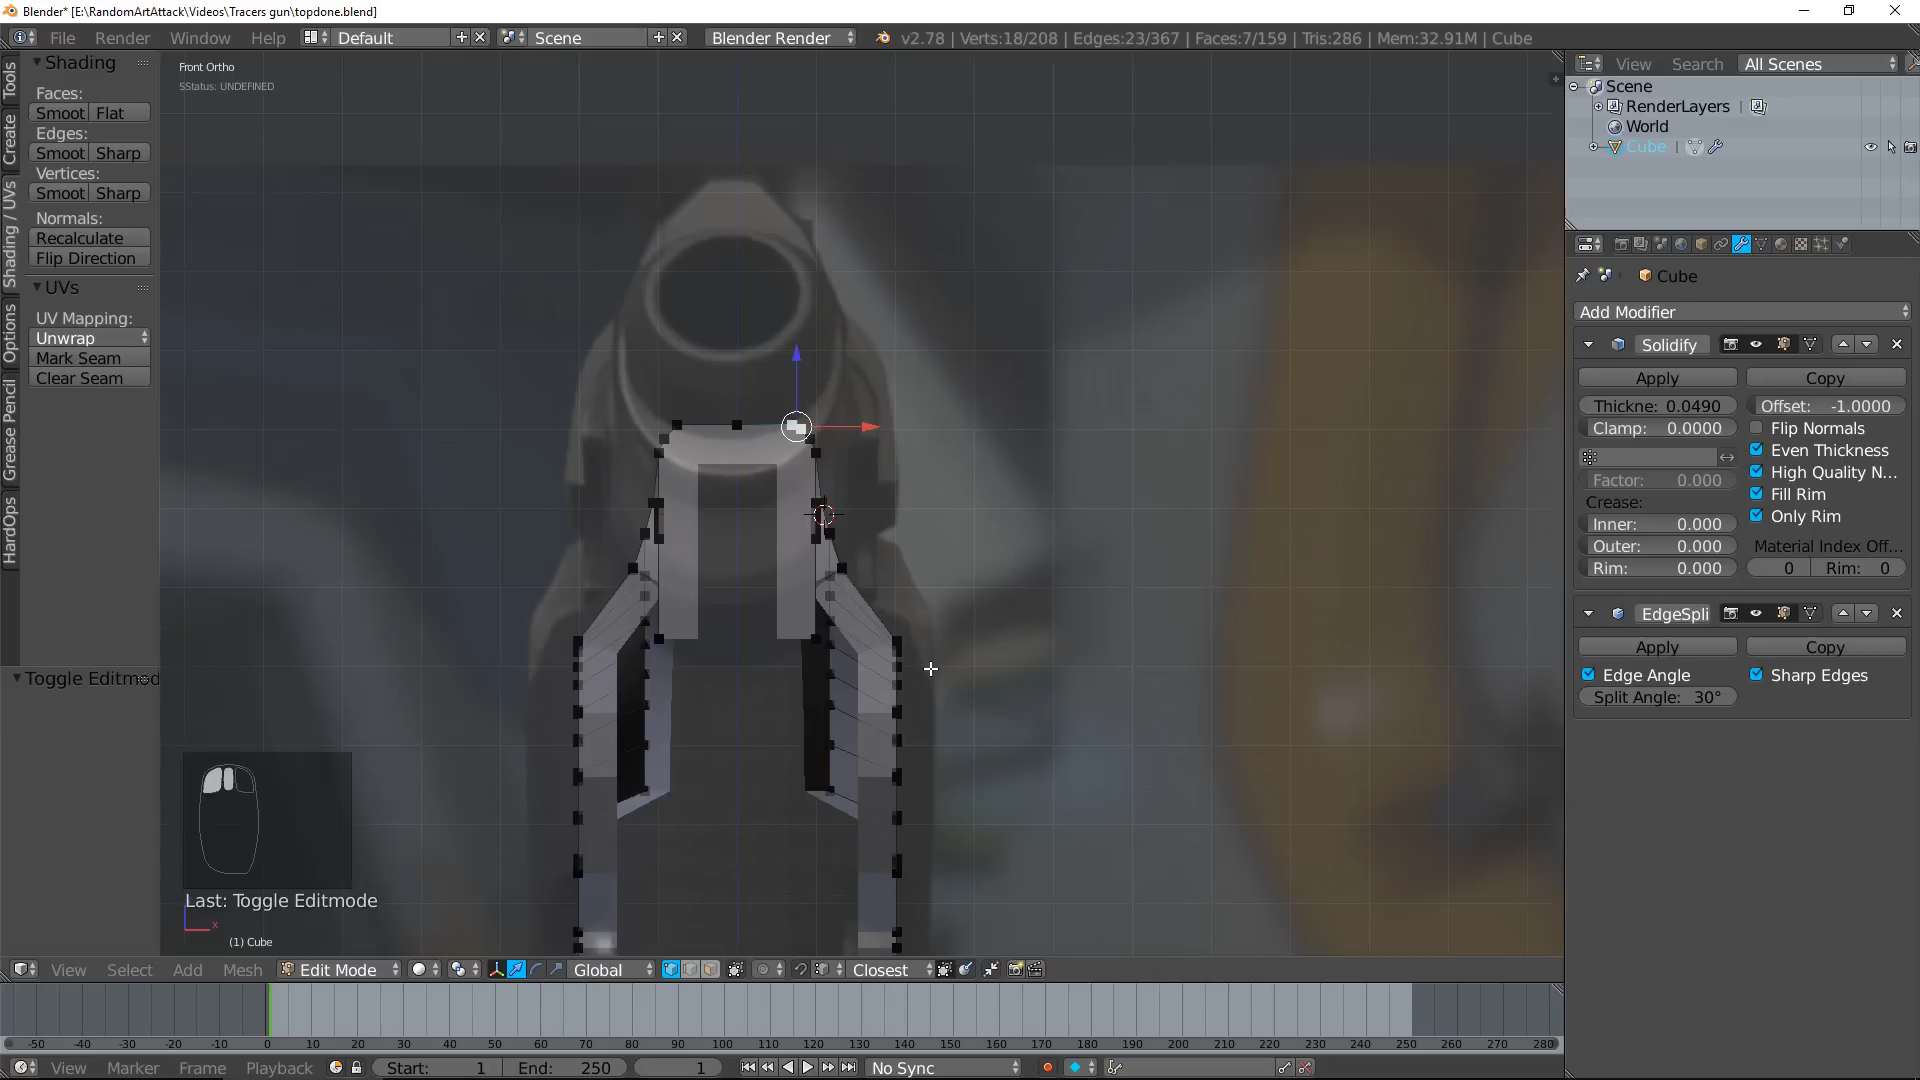 Blender* [E:\RandomArtAttack\Videos\Tracers gun\topdone.blend]
File Render Window Help Default Scene Blender Render v2.78 | Verts:18/208 | Edges:23/367 | Faces:7/159 | Tris:286 | Mem:32.91M | Cube
Tools
Create
Shading / UVs
Options
Grease Pencil
HardOps
Shading
Faces:
Smoot Flat
Edges:
Smoot Sharp
Vertices:
Smoot Sharp
Normals:
Recalculate
Flip Direction
UVs
UV Mapping:
Unwrap
Mark Seam
Clear Seam
Toggle Editmod
Front Ortho
SStatus: UNDEFINED
Last: Toggle Editmode
x
(1) Cube
View Search All Scenes
Scene
RenderLayers |
World
Cube |
Cube
Add Modifier
Solidify
Apply Copy
Thickne: 0.0490 Offset: -1.0000
Clamp: 0.0000 Flip Normals
Even Thickness
Factor: 0.000 High Quality N...
Crease: Fill Rim
Inner: 0.000 Only Rim
Outer: 0.000 Material Index Off...
Rim: 0.000 0 Rim: 0
EdgeSpli
Apply Copy
Edge Angle Sharp Edges
Split Angle: 30°
View Select Add Mesh Edit Mode Global Closest
-50 -40 -30 -20 -10 0 10 20 30 40 50 60 70 80 90 100 110 120 130 140 150 160 170 180 190 200 210 220 230 240 250 260 270 280
View Marker Frame Playback Start: 1 End: 250 1 No Sync